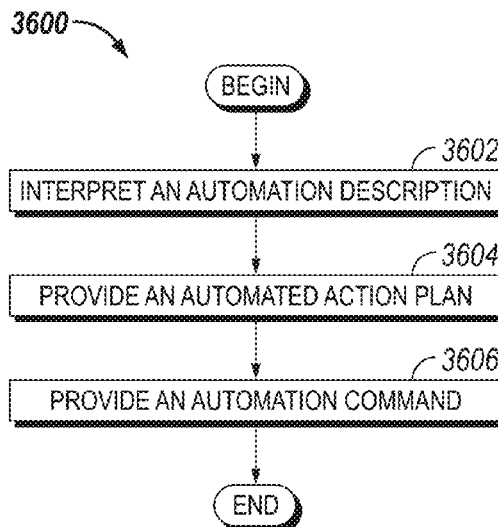 3600
BEGIN
3602
INTERPRET AN AUTOMATION DESCRIPTION
3604
PROVIDE AN AUTOMATED ACTION PLAN
3606
PROVIDE AN AUTOMATION COMMAND
END